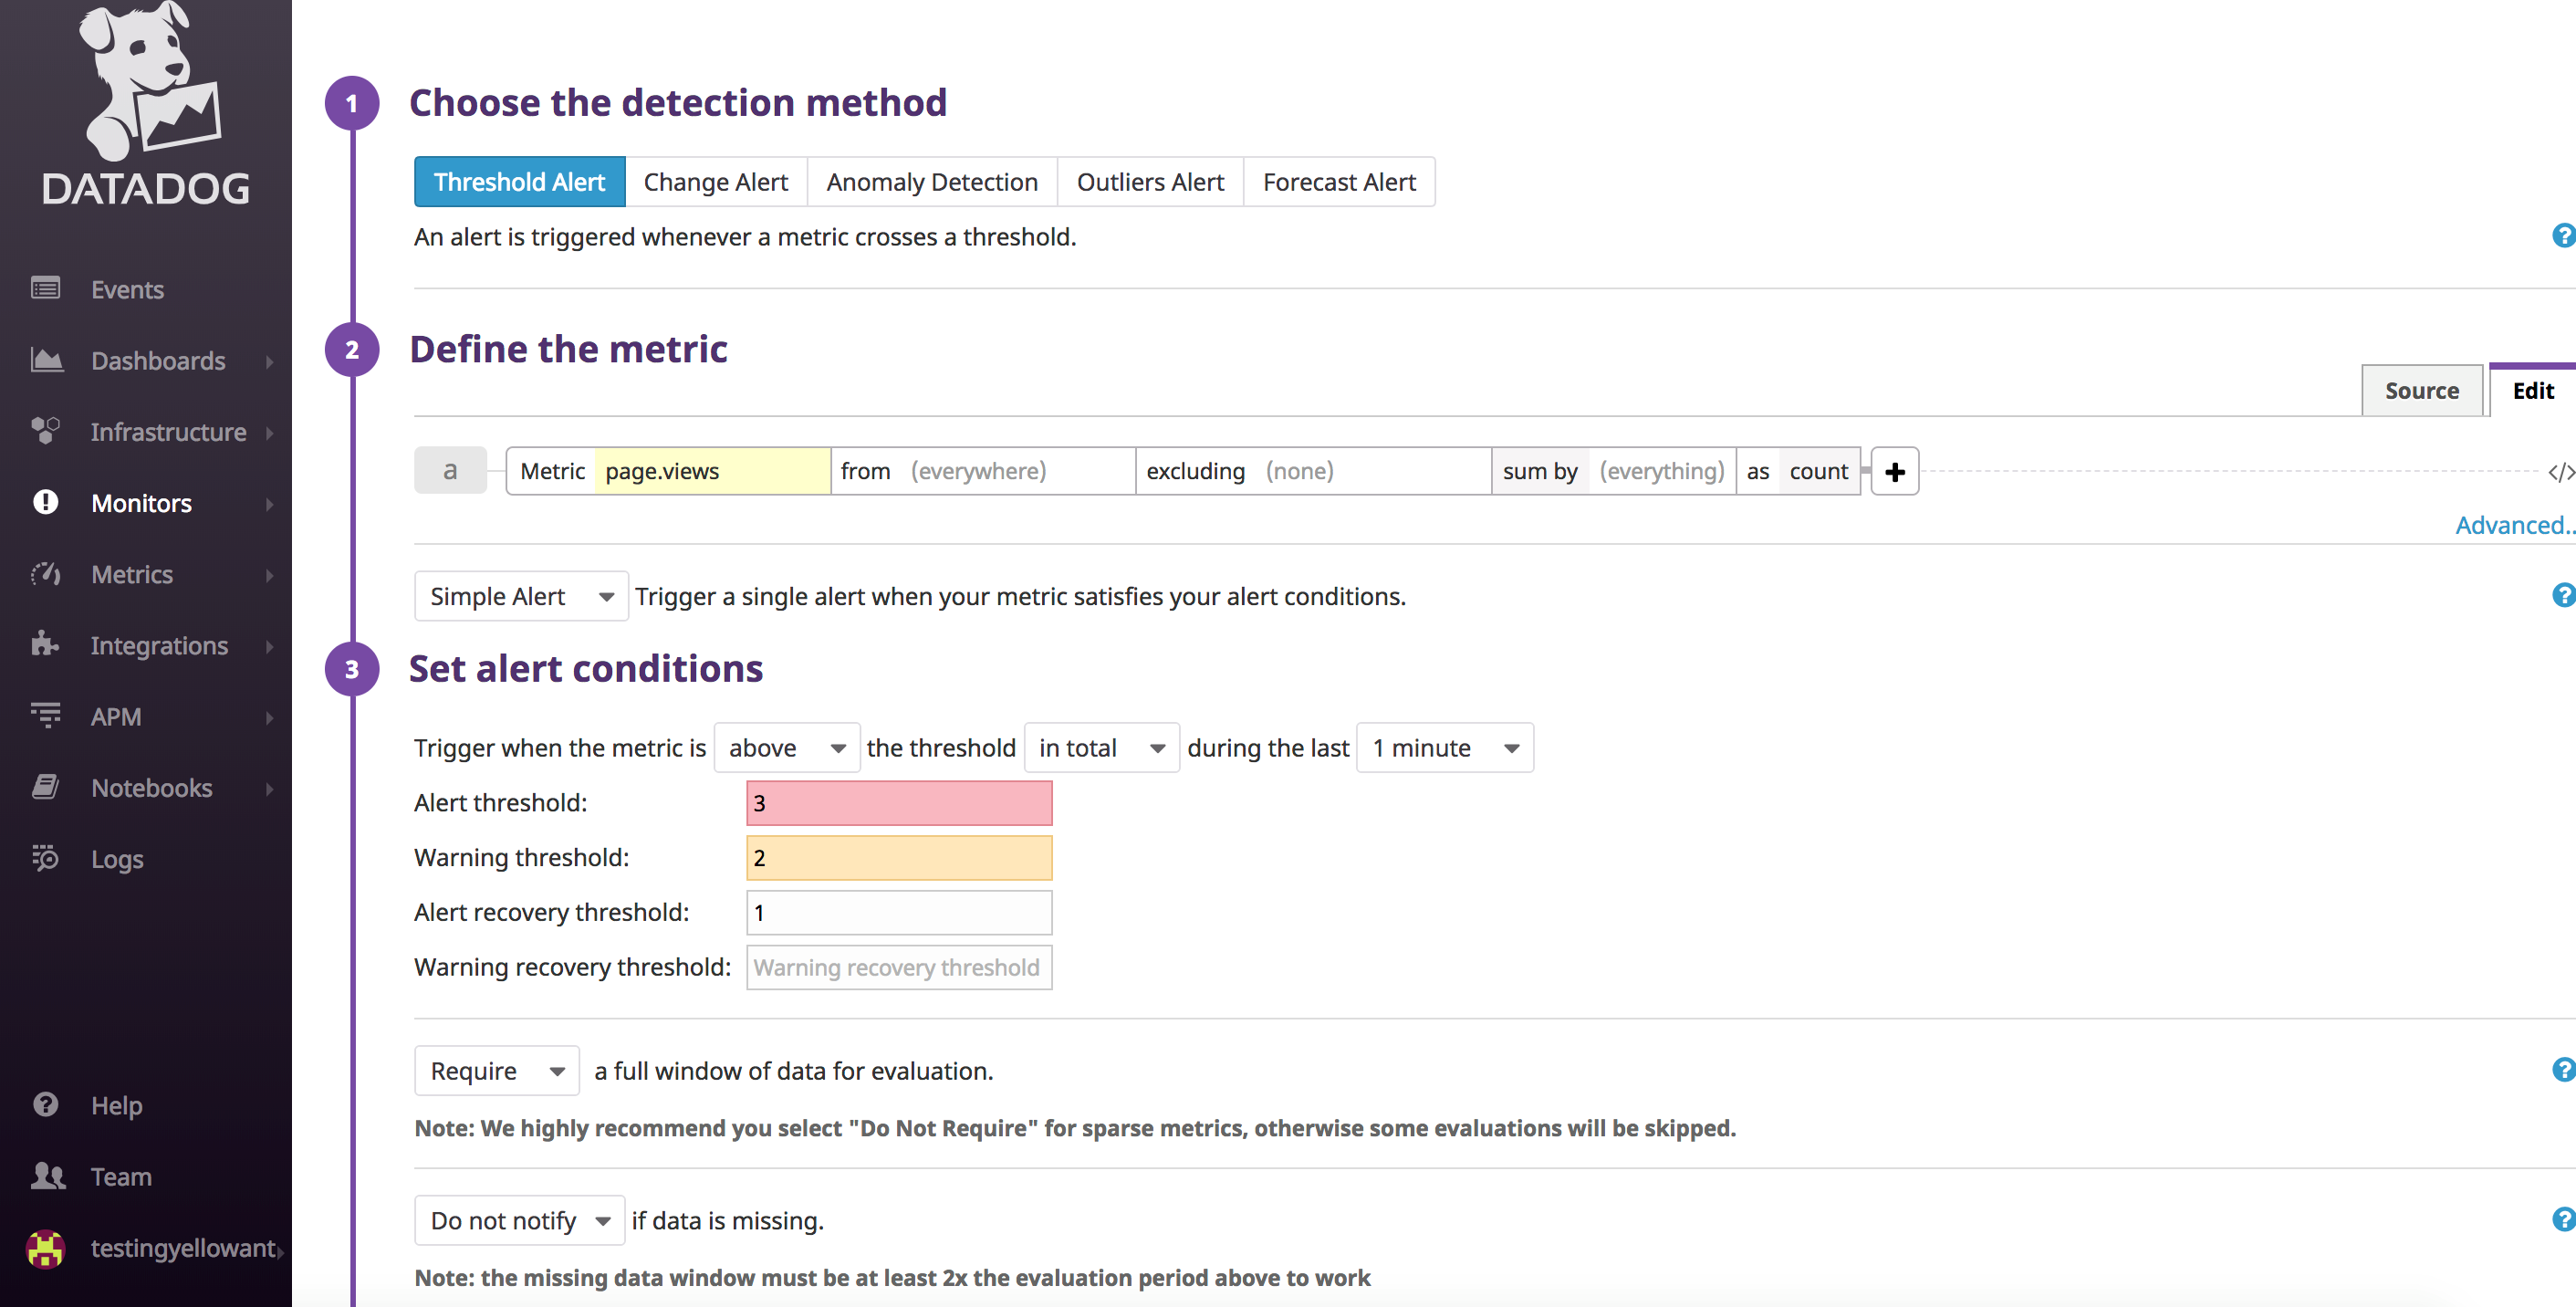 DATADOG
Events
Dashboards
Infrastructure
Monitors
Metrics
Integrations
APM
Notebooks
Logs
Help
Team
testingyellowant
1 Choose the detection method
Threshold Alert Change Alert Anomaly Detection Outliers Alert Forecast Alert
An alert is triggered whenever a metric crosses a threshold. ?
2 Define the metric
Source Edit
a Metric page.views from (everywhere) excluding (none) sum by (everything) as count + </>
Advanced..
Simple Alert Trigger a single alert when your metric satisfies your alert conditions. ?
3 Set alert conditions
Trigger when the metric is above the threshold in total during the last 1 minute
Alert threshold: 3
Warning threshold: 2
Alert recovery threshold: 1
Warning recovery threshold: Warning recovery threshold
Require a full window of data for evaluation. ?
Note: We highly recommend you select "Do Not Require" for sparse metrics, otherwise some evaluations will be skipped.
Do not notify if data is missing. ?
Note: the missing data window must be at least 2x the evaluation period above to work